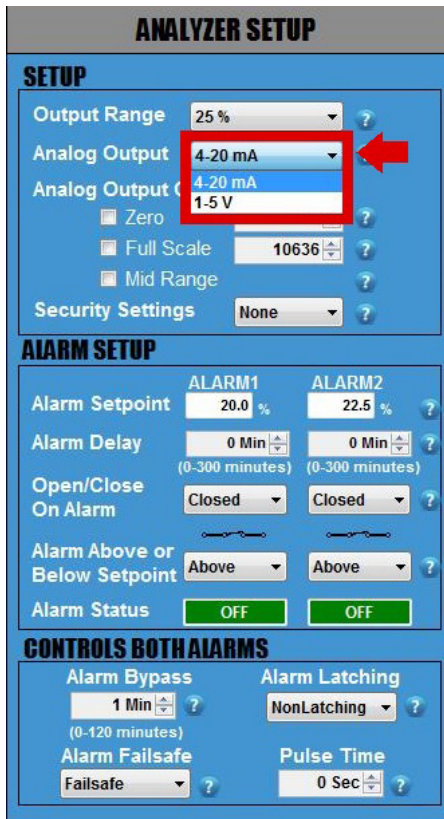 ANALYZER SETUP
SETUP
Output Range 25 % ?
Analog Output 4-20 mA
4-20 mA
1-5 V
Analog Output
Zero ?
Full Scale 10636 ?
Mid Range ?
Security Settings None ?
ALARM SETUP
ALARM1 ALARM2
Alarm Setpoint 20.0 % 22.5 % ?
Alarm Delay 0 Min 0 Min ?
(0-300 minutes) (0-300 minutes)
Open/Close
On Alarm Closed Closed ?
Alarm Above or
Below Setpoint Above Above ?
Alarm Status OFF OFF
CONTROLS BOTH ALARMS
Alarm Bypass Alarm Latching
1 Min ? NonLatching ?
(0-120 minutes)
Alarm Failsafe Pulse Time
Failsafe ? 0 Sec ?